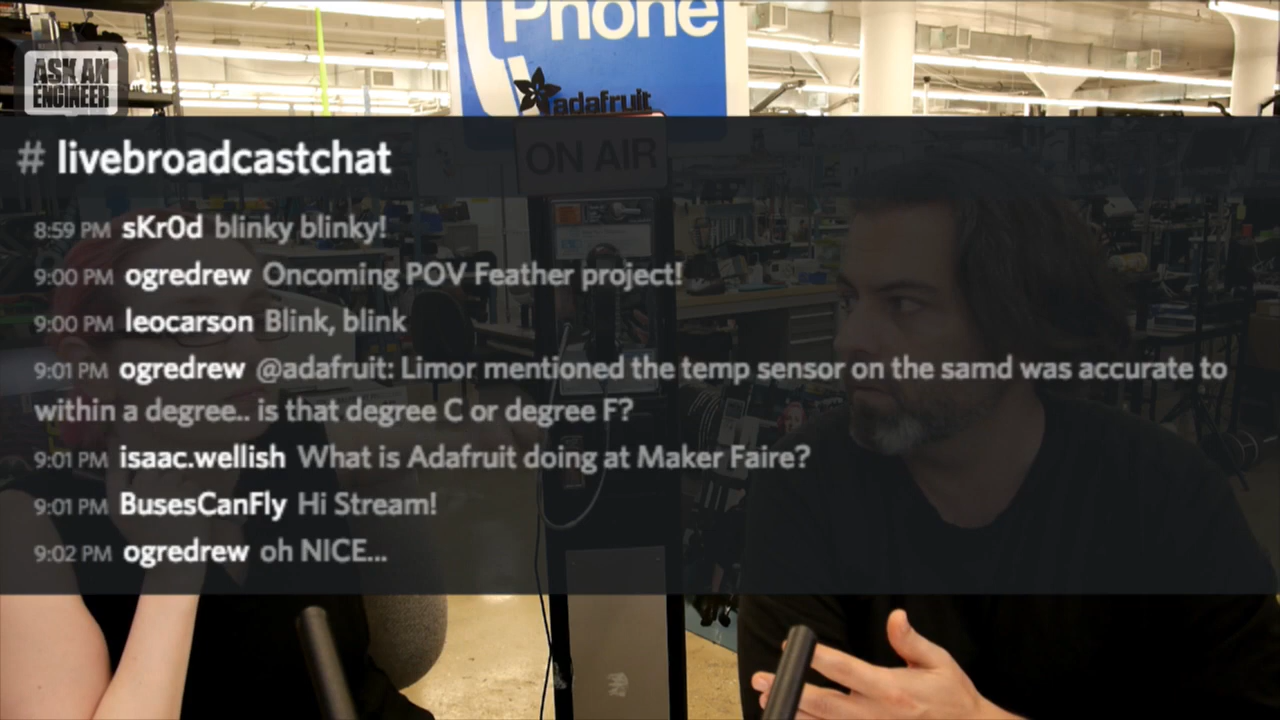 Phone
ASK AN
ENGINEER
adafruit
# livebroadcastchat
ON AIR
8:59 PM sKr0d blinky blinky!
9:00 PM ogredrew Oncoming POV Feather project!
9:00 PM leocarson Blink, blink
9:01 PM ogredrew @adafruit: Limor mentioned the temp sensor on the samd was accurate to
within a degree.. is that degree C or degree F?
9:01 PM isaac.wellish What is Adafruit doing at Maker Faire?
9:01 PM BusesCanFly Hi Stream!
9:02 PM ogredrew oh NICE...